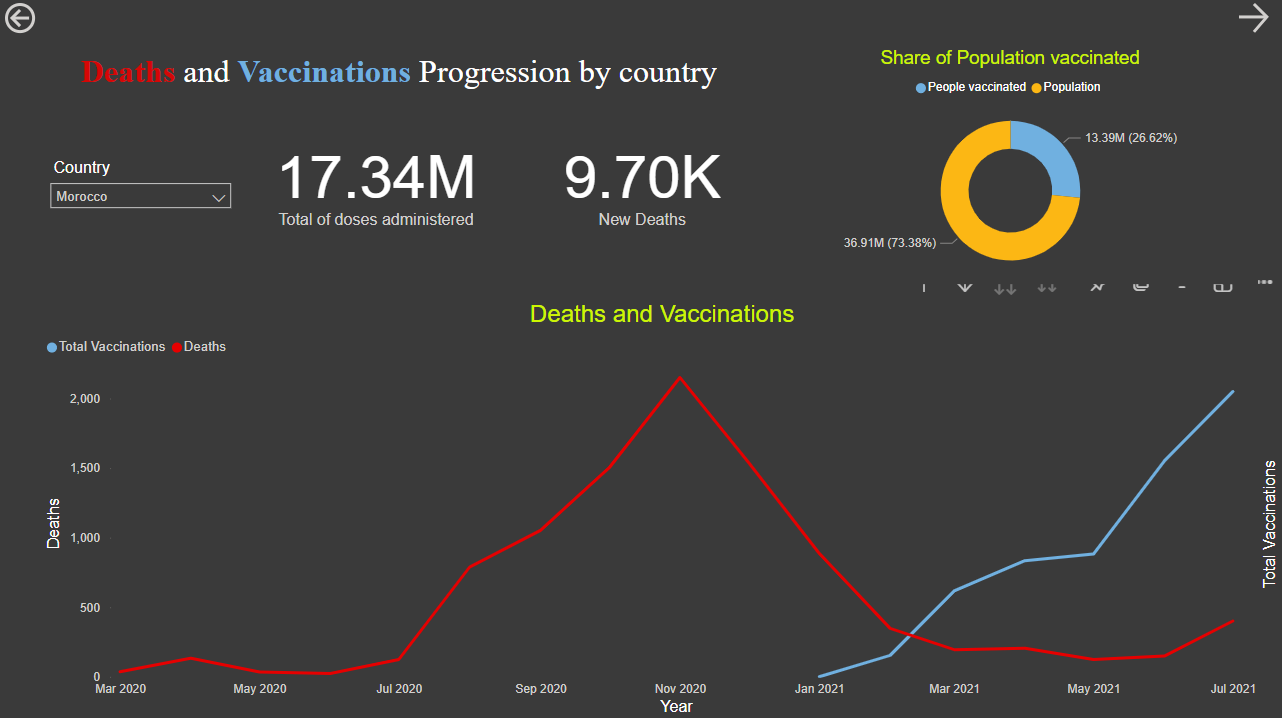 Deaths and Vaccinations Progression by country
Share of Population vaccinated
People vaccinated Population
13.39M (26.62%)
36.91M (73.38%)
Country
Morocco
17.34M
Total of doses administered
9.70K
New Deaths
Deaths and Vaccinations
Total Vaccinations Deaths
2,000
1,500
1,000
500
0
Deaths
Total Vaccinations
Mar 2020 May 2020 Jul 2020 Sep 2020 Nov 2020 Jan 2021 Mar 2021 May 2021 Jul 2021
Year